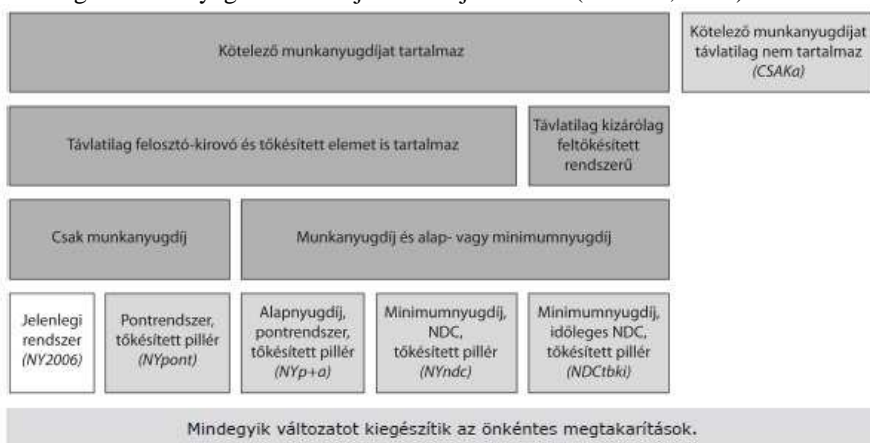 Kötelező munkanyugdíjat tartalmaz
Kötelező munkanyugdíjat
távlatilag nem tartalmaz
(CSAKa)
Távlatilag felosztó-kirovó és tőkésített elemet is tartalmaz
Távlatilag kizárólag
feltőkésített
rendszerű
Csak munkanyugdíj
Munkanyugdíj és alap- vagy minimumnyugdíj
Jelenlegi
rendszer
(NY2006)
Pontrendszer,
tőkésített pillér
(NYpont)
Alapnyugdíj,
pontrendszer,
tőkésített pillér
(NYp+a)
Minimumnyugdíj,
NDC,
tőkésített pillér
(NYndc)
Minimumnyugdíj,
időleges NDC,
tőkésített pillér
(NDCtbki)
Mindegyik változatot kiegészítik az önkéntes megtakarítások.